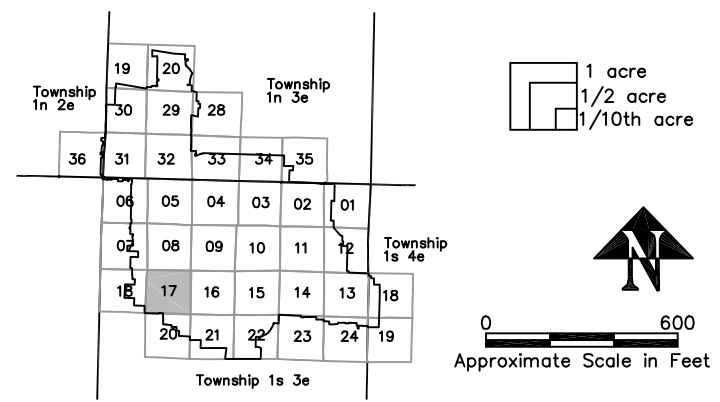 19 20
Township
1n 2e
Township
1n 3e
30 29 28
36 31 32 33 34 35
06 05 04 03 02 01
07 08 09 10 11 12
Township
1s 4e
18 17 16 15 14 13 18
20 21 22 23 24 19
Township 1s 3e
1 acre
1/2 acre
1/10th acre
N
0 600
Approximate Scale in Feet